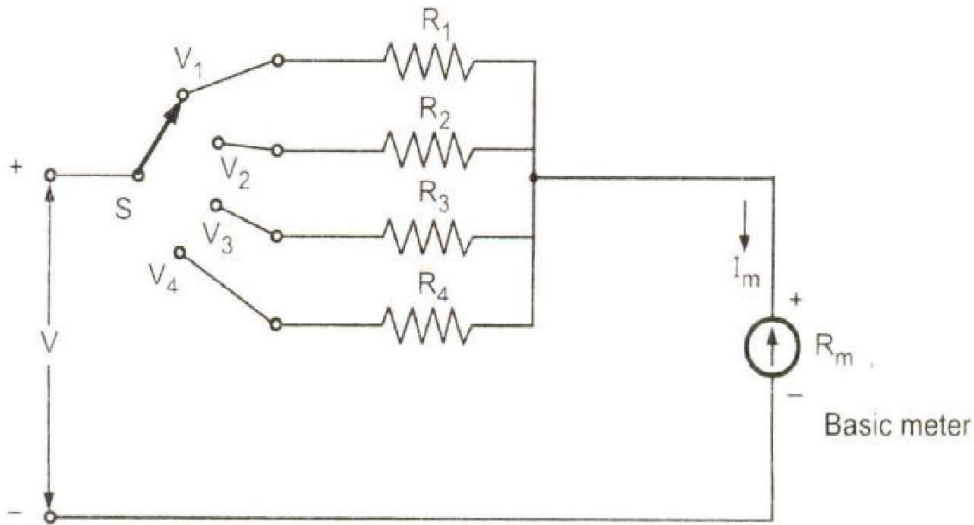 R1
V1
R2
+
V2
S
R3
V3
Im
V4
R4
+
V
Rm
−
Basic meter
−